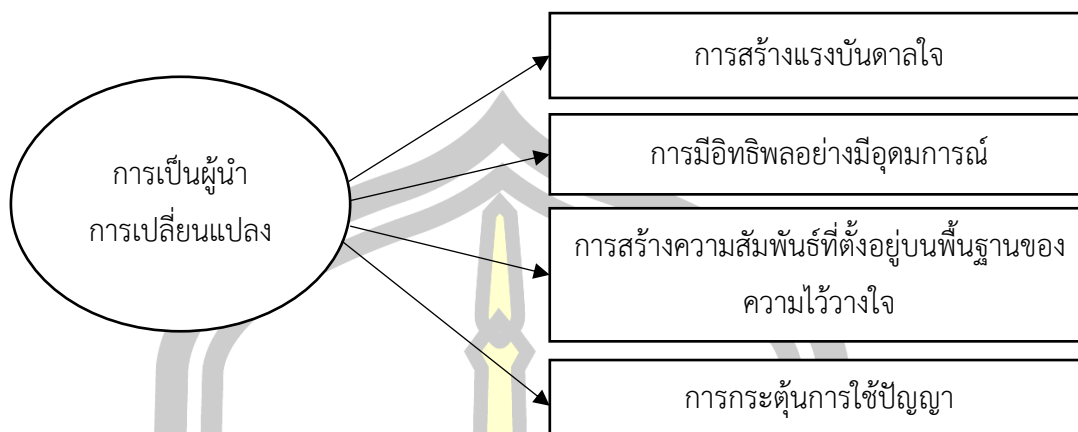 การสร้างแรงบันดาลใจ
การเป็นผู้นำ
การเปลี่ยนแปลง
การมีอิทธิพลอย่างมีอุดมการณ์
การสร้างความสัมพันธ์ที่ตั้งอยู่บนพื้นฐานของ
ความไว้วางใจ
การกระตุ้นการใช้ปัญญา